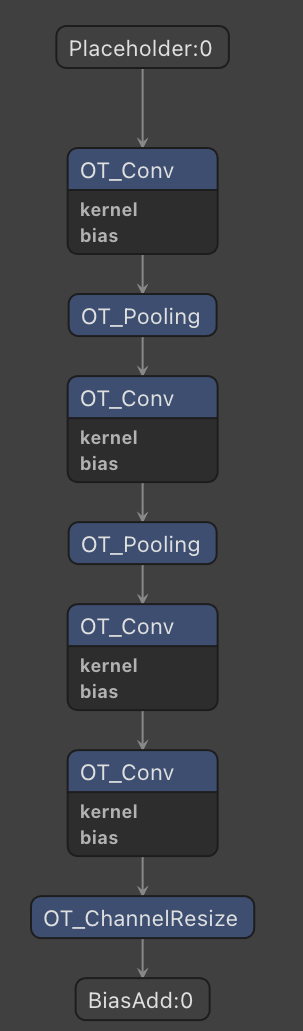 Placeholder:0
OT_Conv
kernel
bias
OT_Pooling
OT_Conv
kernel
bias
OT_Pooling
OT_Conv
kernel
bias
OT_Conv
kernel
bias
OT_ChannelResize
BiasAdd:0